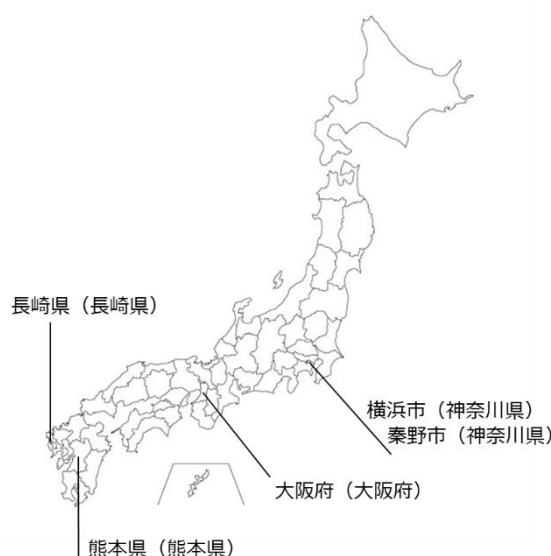 長崎県（長崎県）
横浜市（神奈川県）
秦野市（神奈川県）
大阪府（大阪府）
熊本県（熊本県）